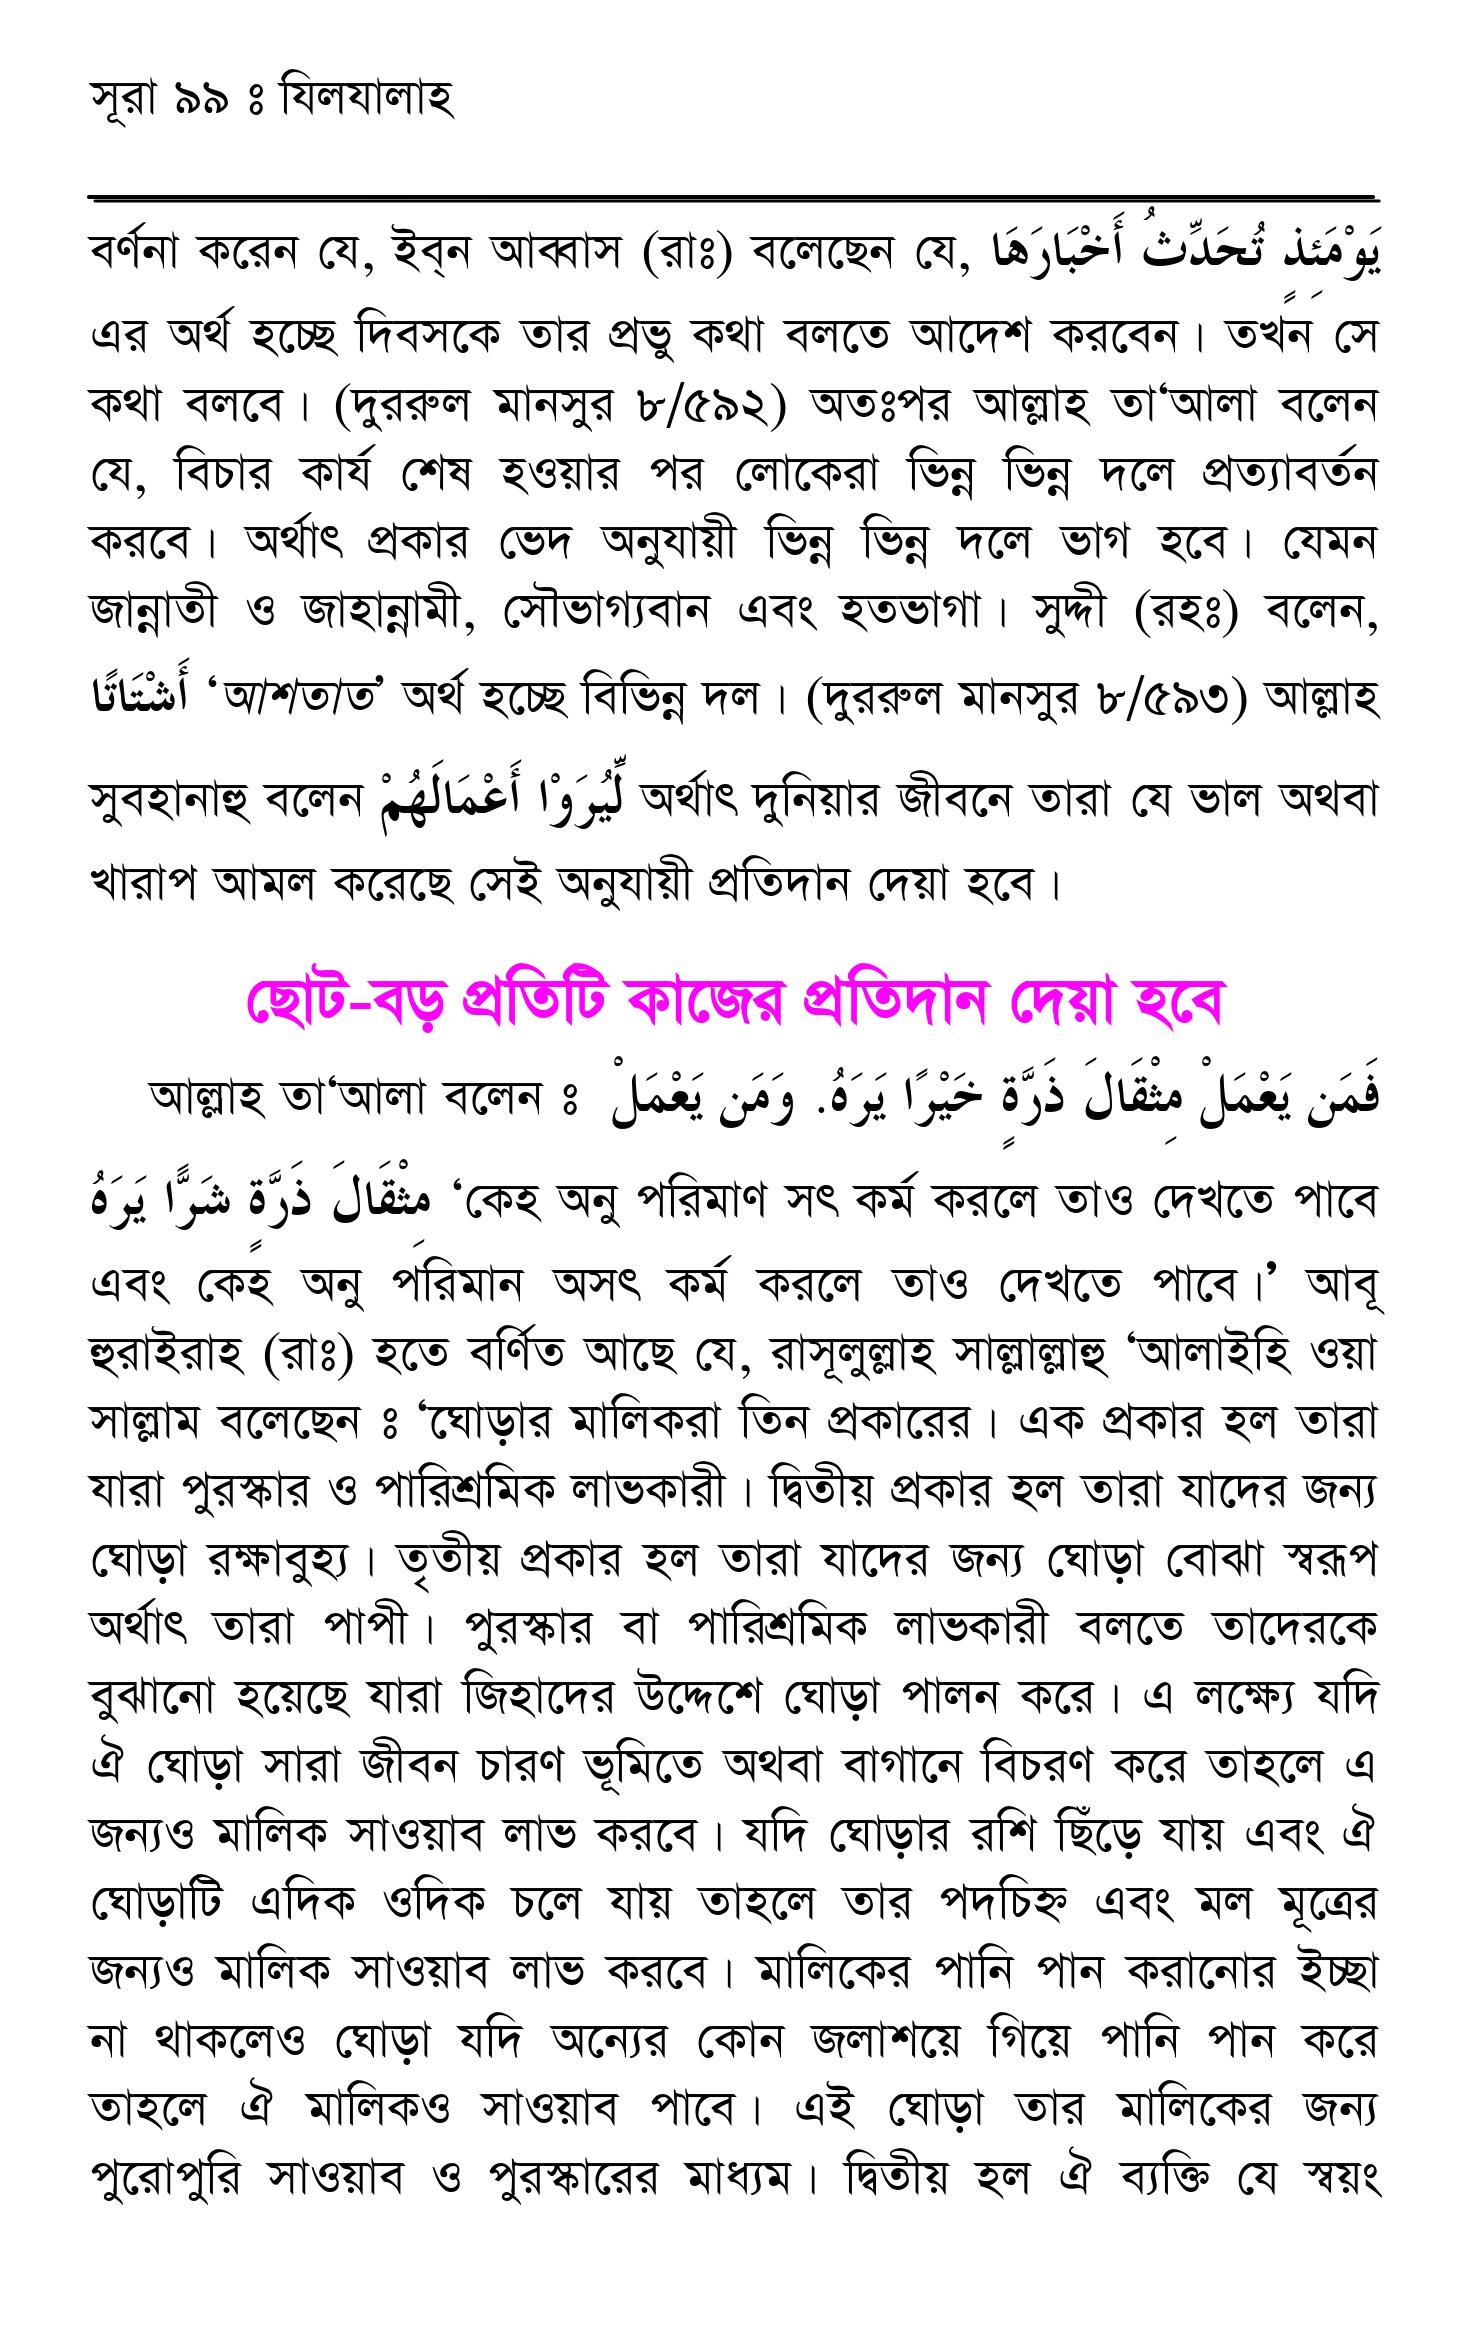 সূরা ৯৯ ঃ যিলযালাহ
বর্ণনা করেন যে, ইব্‌ন আব্বাস (রাঃ) বলেছেন যে, يَوْمَئِذٍ تُحَدِّثُ أَخْبَارَهَا
এর অর্থ হচ্ছে দিবসকে তার প্রভু কথা বলতে আদেশ করবেন। তখন সে
কথা বলবে। (দুররুল মানসুর ৮/৫৯২) অতঃপর আল্লাহ তা‘আলা বলেন
যে, বিচার কার্য শেষ হওয়ার পর লোকেরা ভিন্ন ভিন্ন দলে প্রত্যাবর্তন
করবে। অর্থাৎ প্রকার ভেদ অনুযায়ী ভিন্ন ভিন্ন দলে ভাগ হবে। যেমন
জান্নাতী ও জাহান্নামী, সৌভাগ্যবান এবং হতভাগা। সুদ্দী (রহঃ) বলেন,
أَشْتَاتًا ‘আশতাত’ অর্থ হচ্ছে বিভিন্ন দল। (দুররুল মানসুর ৮/৫৯৩) আল্লাহ
সুবহানাহু বলেন لِّيُرَوْا أَعْمَالَهُمْ অর্থাৎ দুনিয়ার জীবনে তারা যে ভাল অথবা
খারাপ আমল করেছে সেই অনুযায়ী প্রতিদান দেয়া হবে।
ছোট-বড় প্রতিটি কাজের প্রতিদান দেয়া হবে
আল্লাহ তা‘আলা বলেন ঃ فَمَن يَعْمَلْ مِثْقَالَ ذَرَّةٍ خَيْرًا يَرَهُ. وَمَن يَعْمَلْ
مِثْقَالَ ذَرَّةٍ شَرًّا يَرَهُ ‘কেহ অনু পরিমাণ সৎ কর্ম করলে তাও দেখতে পাবে
এবং কেহ অনু পরিমান অসৎ কর্ম করলে তাও দেখতে পাবে।’ আবূ
হুরাইরাহ (রাঃ) হতে বর্ণিত আছে যে, রাসূলুল্লাহ সাল্লাল্লাহু ‘আলাইহি ওয়া
সাল্লাম বলেছেন ঃ ‘ঘোড়ার মালিকরা তিন প্রকারের। এক প্রকার হল তারা
যারা পুরস্কার ও পারিশ্রমিক লাভকারী। দ্বিতীয় প্রকার হল তারা যাদের জন্য
ঘোড়া রক্ষাবুহ্য। তৃতীয় প্রকার হল তারা যাদের জন্য ঘোড়া বোঝা স্বরূপ
অর্থাৎ তারা পাপী। পুরস্কার বা পারিশ্রমিক লাভকারী বলতে তাদেরকে
বুঝানো হয়েছে যারা জিহাদের উদ্দেশে ঘোড়া পালন করে। এ লক্ষ্যে যদি
ঐ ঘোড়া সারা জীবন চারণ ভূমিতে অথবা বাগানে বিচরণ করে তাহলে এ
জন্যও মালিক সাওয়াব লাভ করবে। যদি ঘোড়ার রশি ছিঁড়ে যায় এবং ঐ
ঘোড়াটি এদিক ওদিক চলে যায় তাহলে তার পদচিহ্ন এবং মল মূত্রের
জন্যও মালিক সাওয়াব লাভ করবে। মালিকের পানি পান করানোর ইচ্ছা
না থাকলেও ঘোড়া যদি অন্যের কোন জলাশয়ে গিয়ে পানি পান করে
তাহলে ঐ মালিকও সাওয়াব পাবে। এই ঘোড়া তার মালিকের জন্য
পুরোপুরি সাওয়াব ও পুরস্কারের মাধ্যম। দ্বিতীয় হল ঐ ব্যক্তি যে স্বয়ং